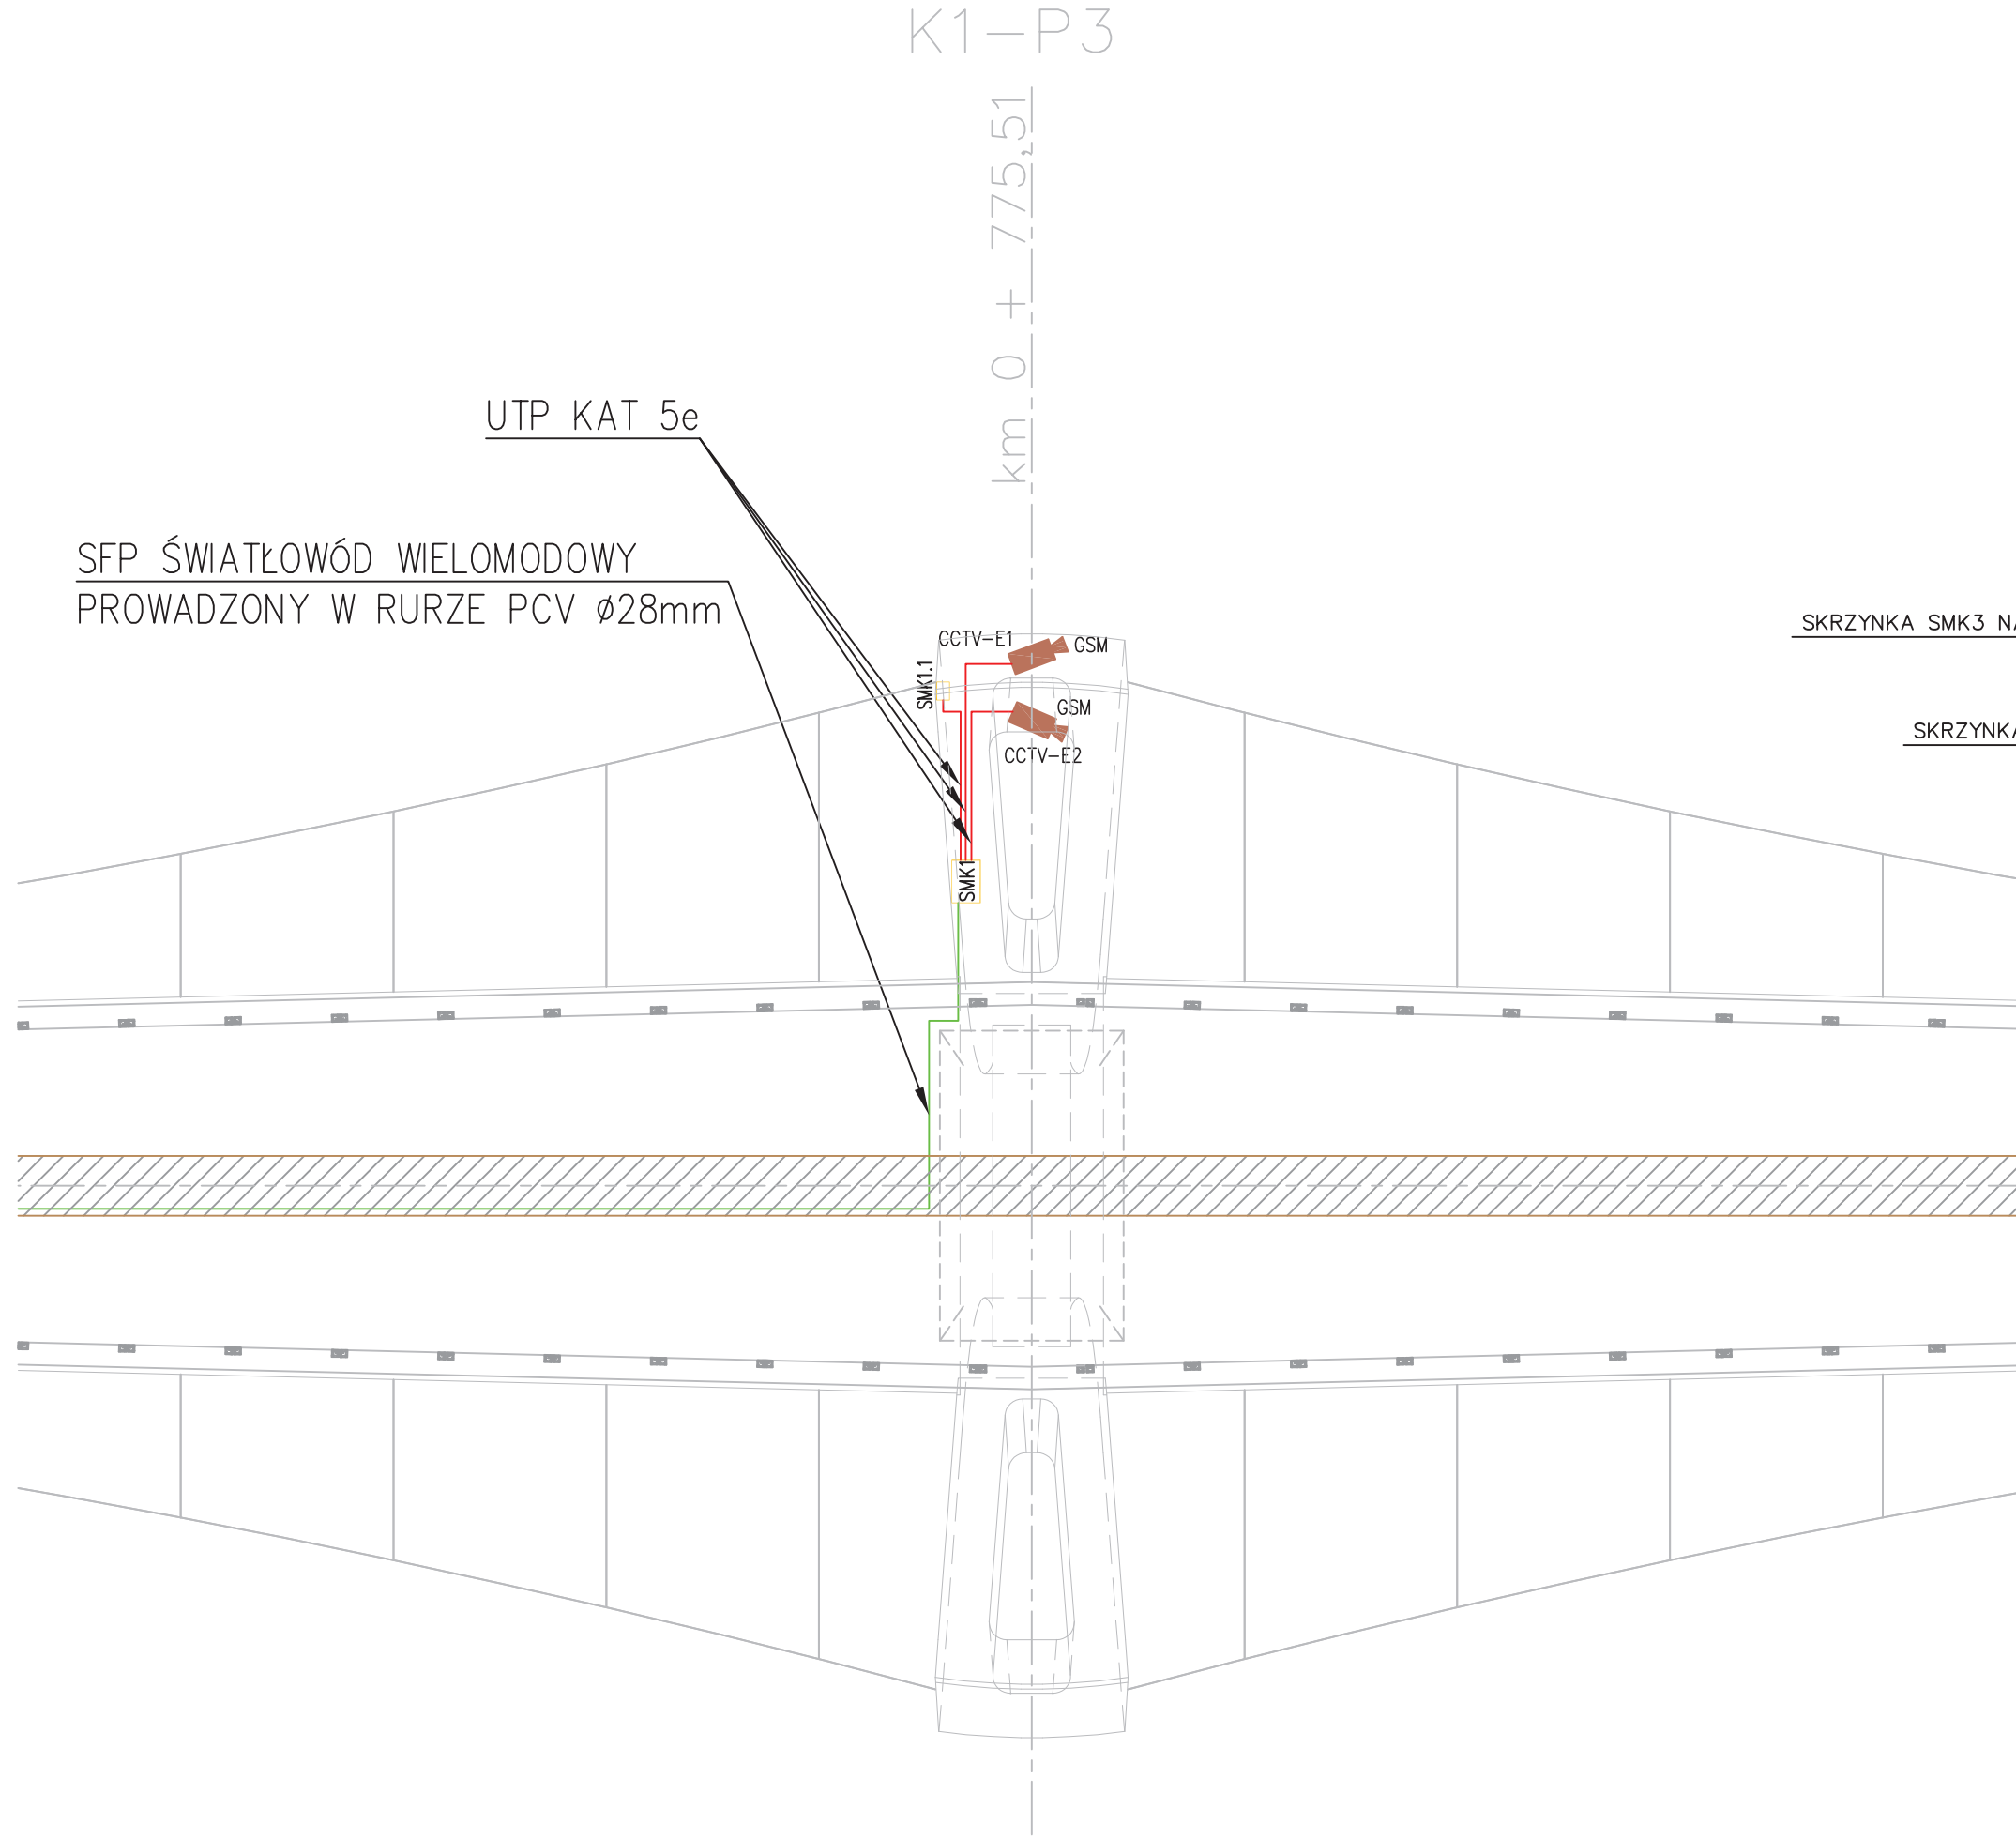 K1-P3
km 0 + 775,51
UTP KAT 5e
SFP ŚWIATŁOWÓD WIELOMODOWY
PROWADZONY W RURZE PCV ø28mm
SKRZYNKA SMK3
CCTV-E1
GSM
SMK1.1
GSM
SKRZYNKA
CCTV-E2
SMK1